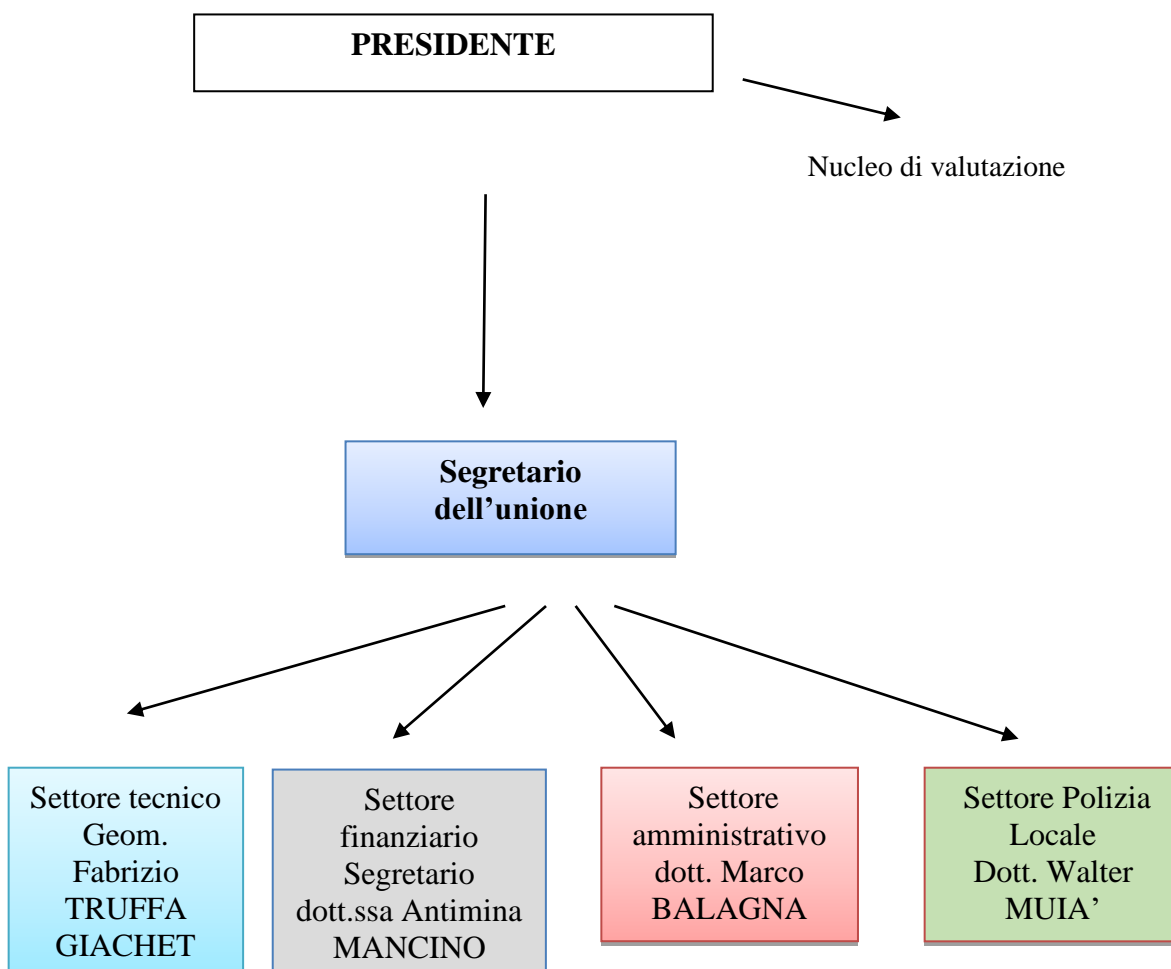 PRESIDENTE
Nucleo di valutazione
Segretario
dell’unione
Settore tecnico
Geom.
Fabrizio
TRUFFA
GIACHET
Settore
finanziario
Segretario
dott.ssa Antimina
MANCINO
Settore
amministrativo
dott. Marco
BALAGNA
Settore Polizia
Locale
Dott. Walter
MUIA’